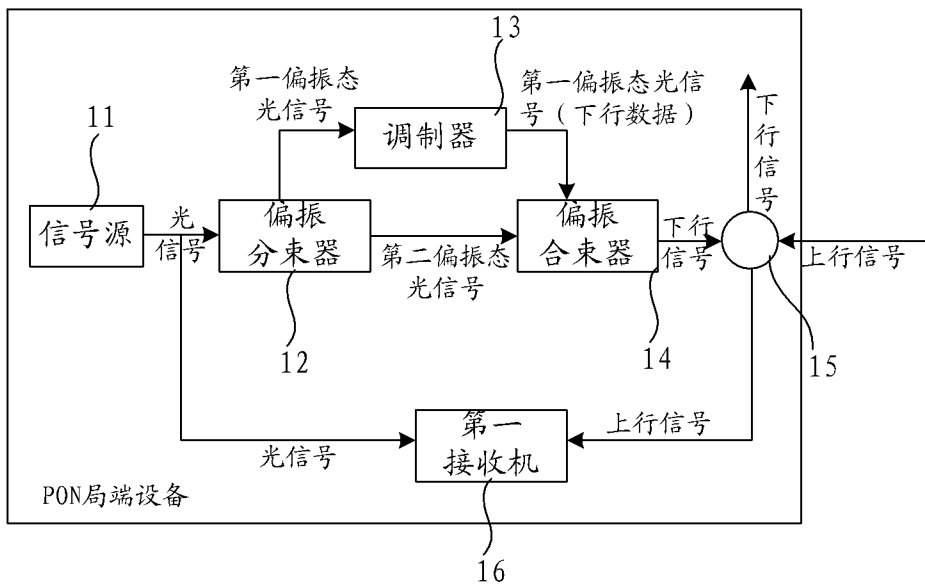 13
第一偏振态
光信号
第一偏振态光信
号(下行数据)
下行信号
11
调制器
信号源
光
信号
偏振
分束器
第二偏振态
光信号
偏振
合束器
下行
信号
上行信号
12
14
15
光信号
第一
接收机
上行信号
PON局端设备
16